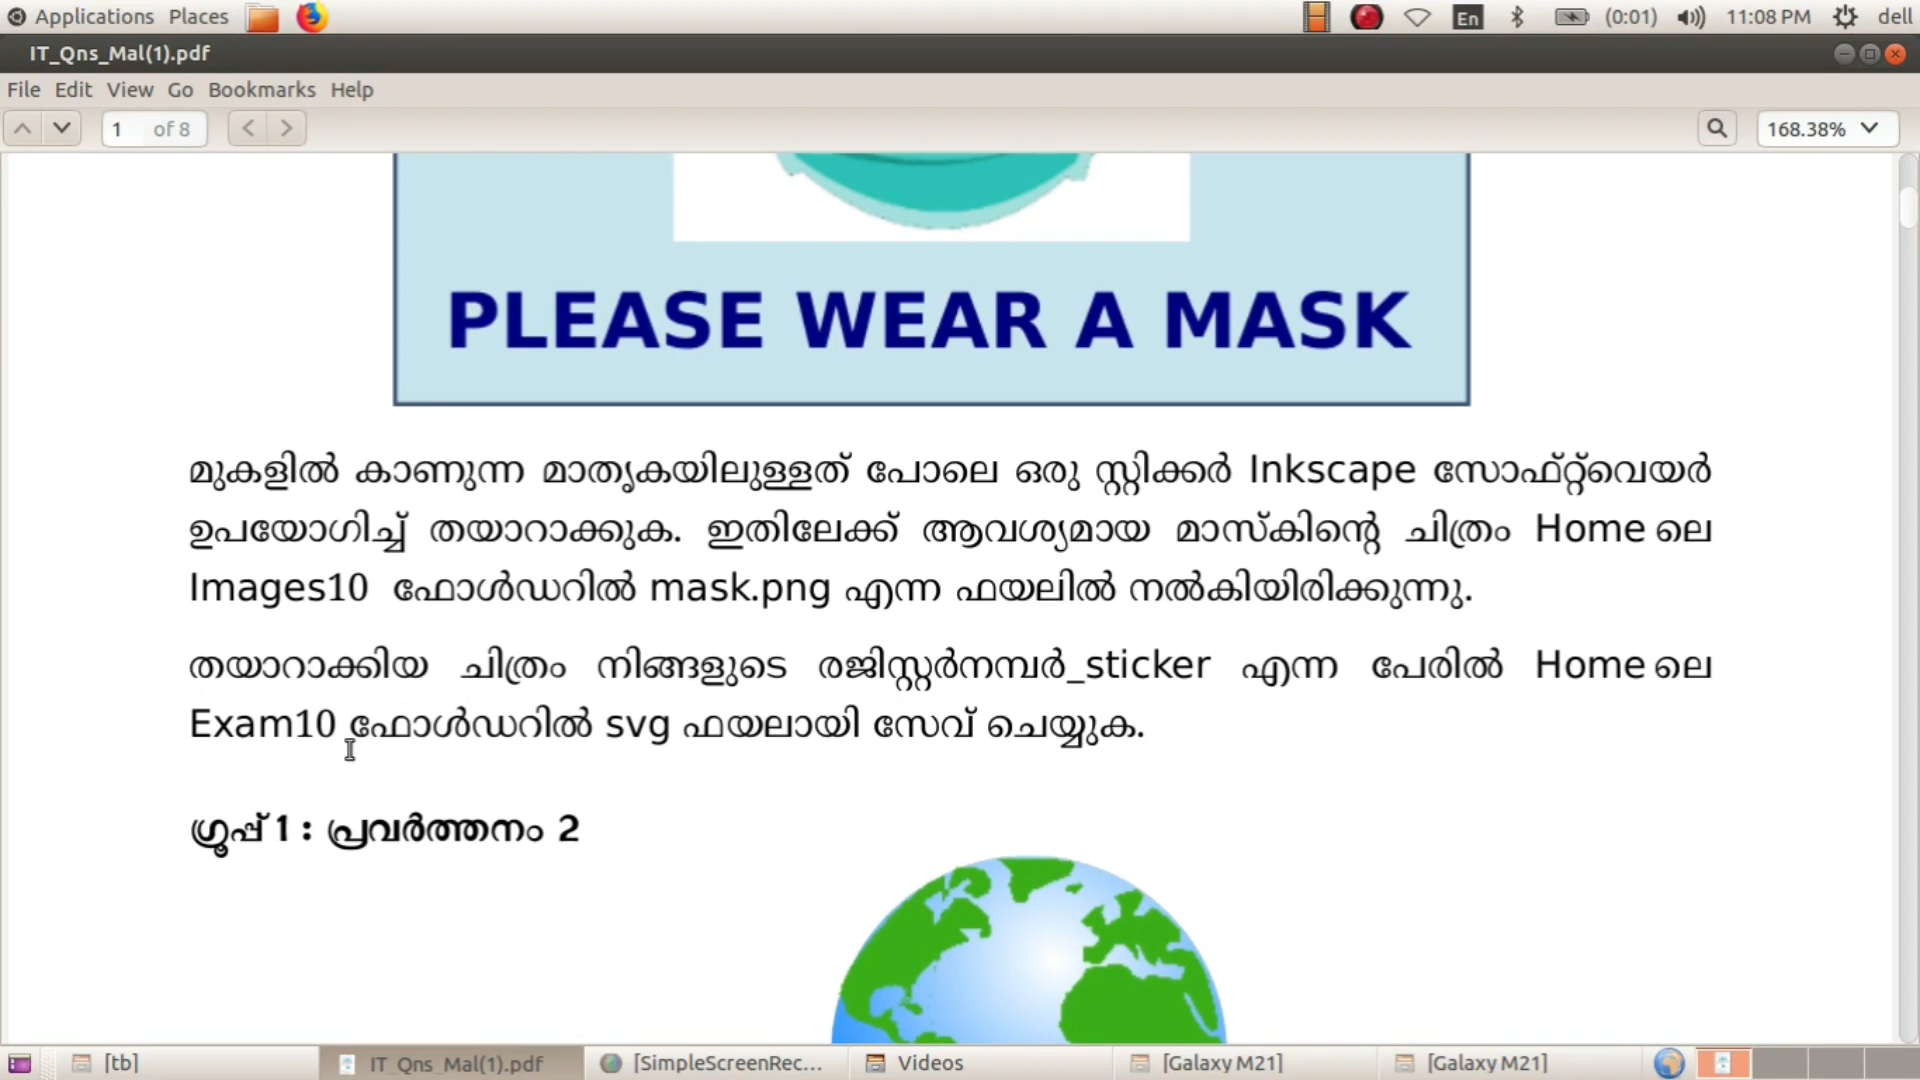 Applications Places En (0:01) 11:08 PM dell
IT_Qns_Mal(1).pdf
File Edit View Go Bookmarks Help
1 of 8 168.38%
PLEASE WEAR A MASK
മുകളിൽ കാണുന്ന മാതൃകയിലുള്ളത് പോലെ ഒരു സ്റ്റിക്കർ Inkscape സോഫ്റ്റ്‌വെയർ
ഉപയോഗിച്ച് തയാറാക്കുക. ഇതിലേക്ക് ആവശ്യമായ മാസ്കിന്റെ ചിത്രം Home ലെ
Images10 ഫോൾഡറിൽ mask.png എന്ന ഫയലിൽ നൽകിയിരിക്കുന്നു.
തയാറാക്കിയ ചിത്രം നിങ്ങളുടെ രജിസ്റ്റർനമ്പർ_sticker എന്ന പേരിൽ Home ലെ
Exam10 ഫോൾഡറിൽ svg ഫയലായി സേവ് ചെയ്യുക.
ഗ്രൂപ്പ് 1 : പ്രവർത്തനം 2
[tb] IT_Qns_Mal(1).pdf [SimpleScreenRec... Videos [Galaxy M21] [Galaxy M21]